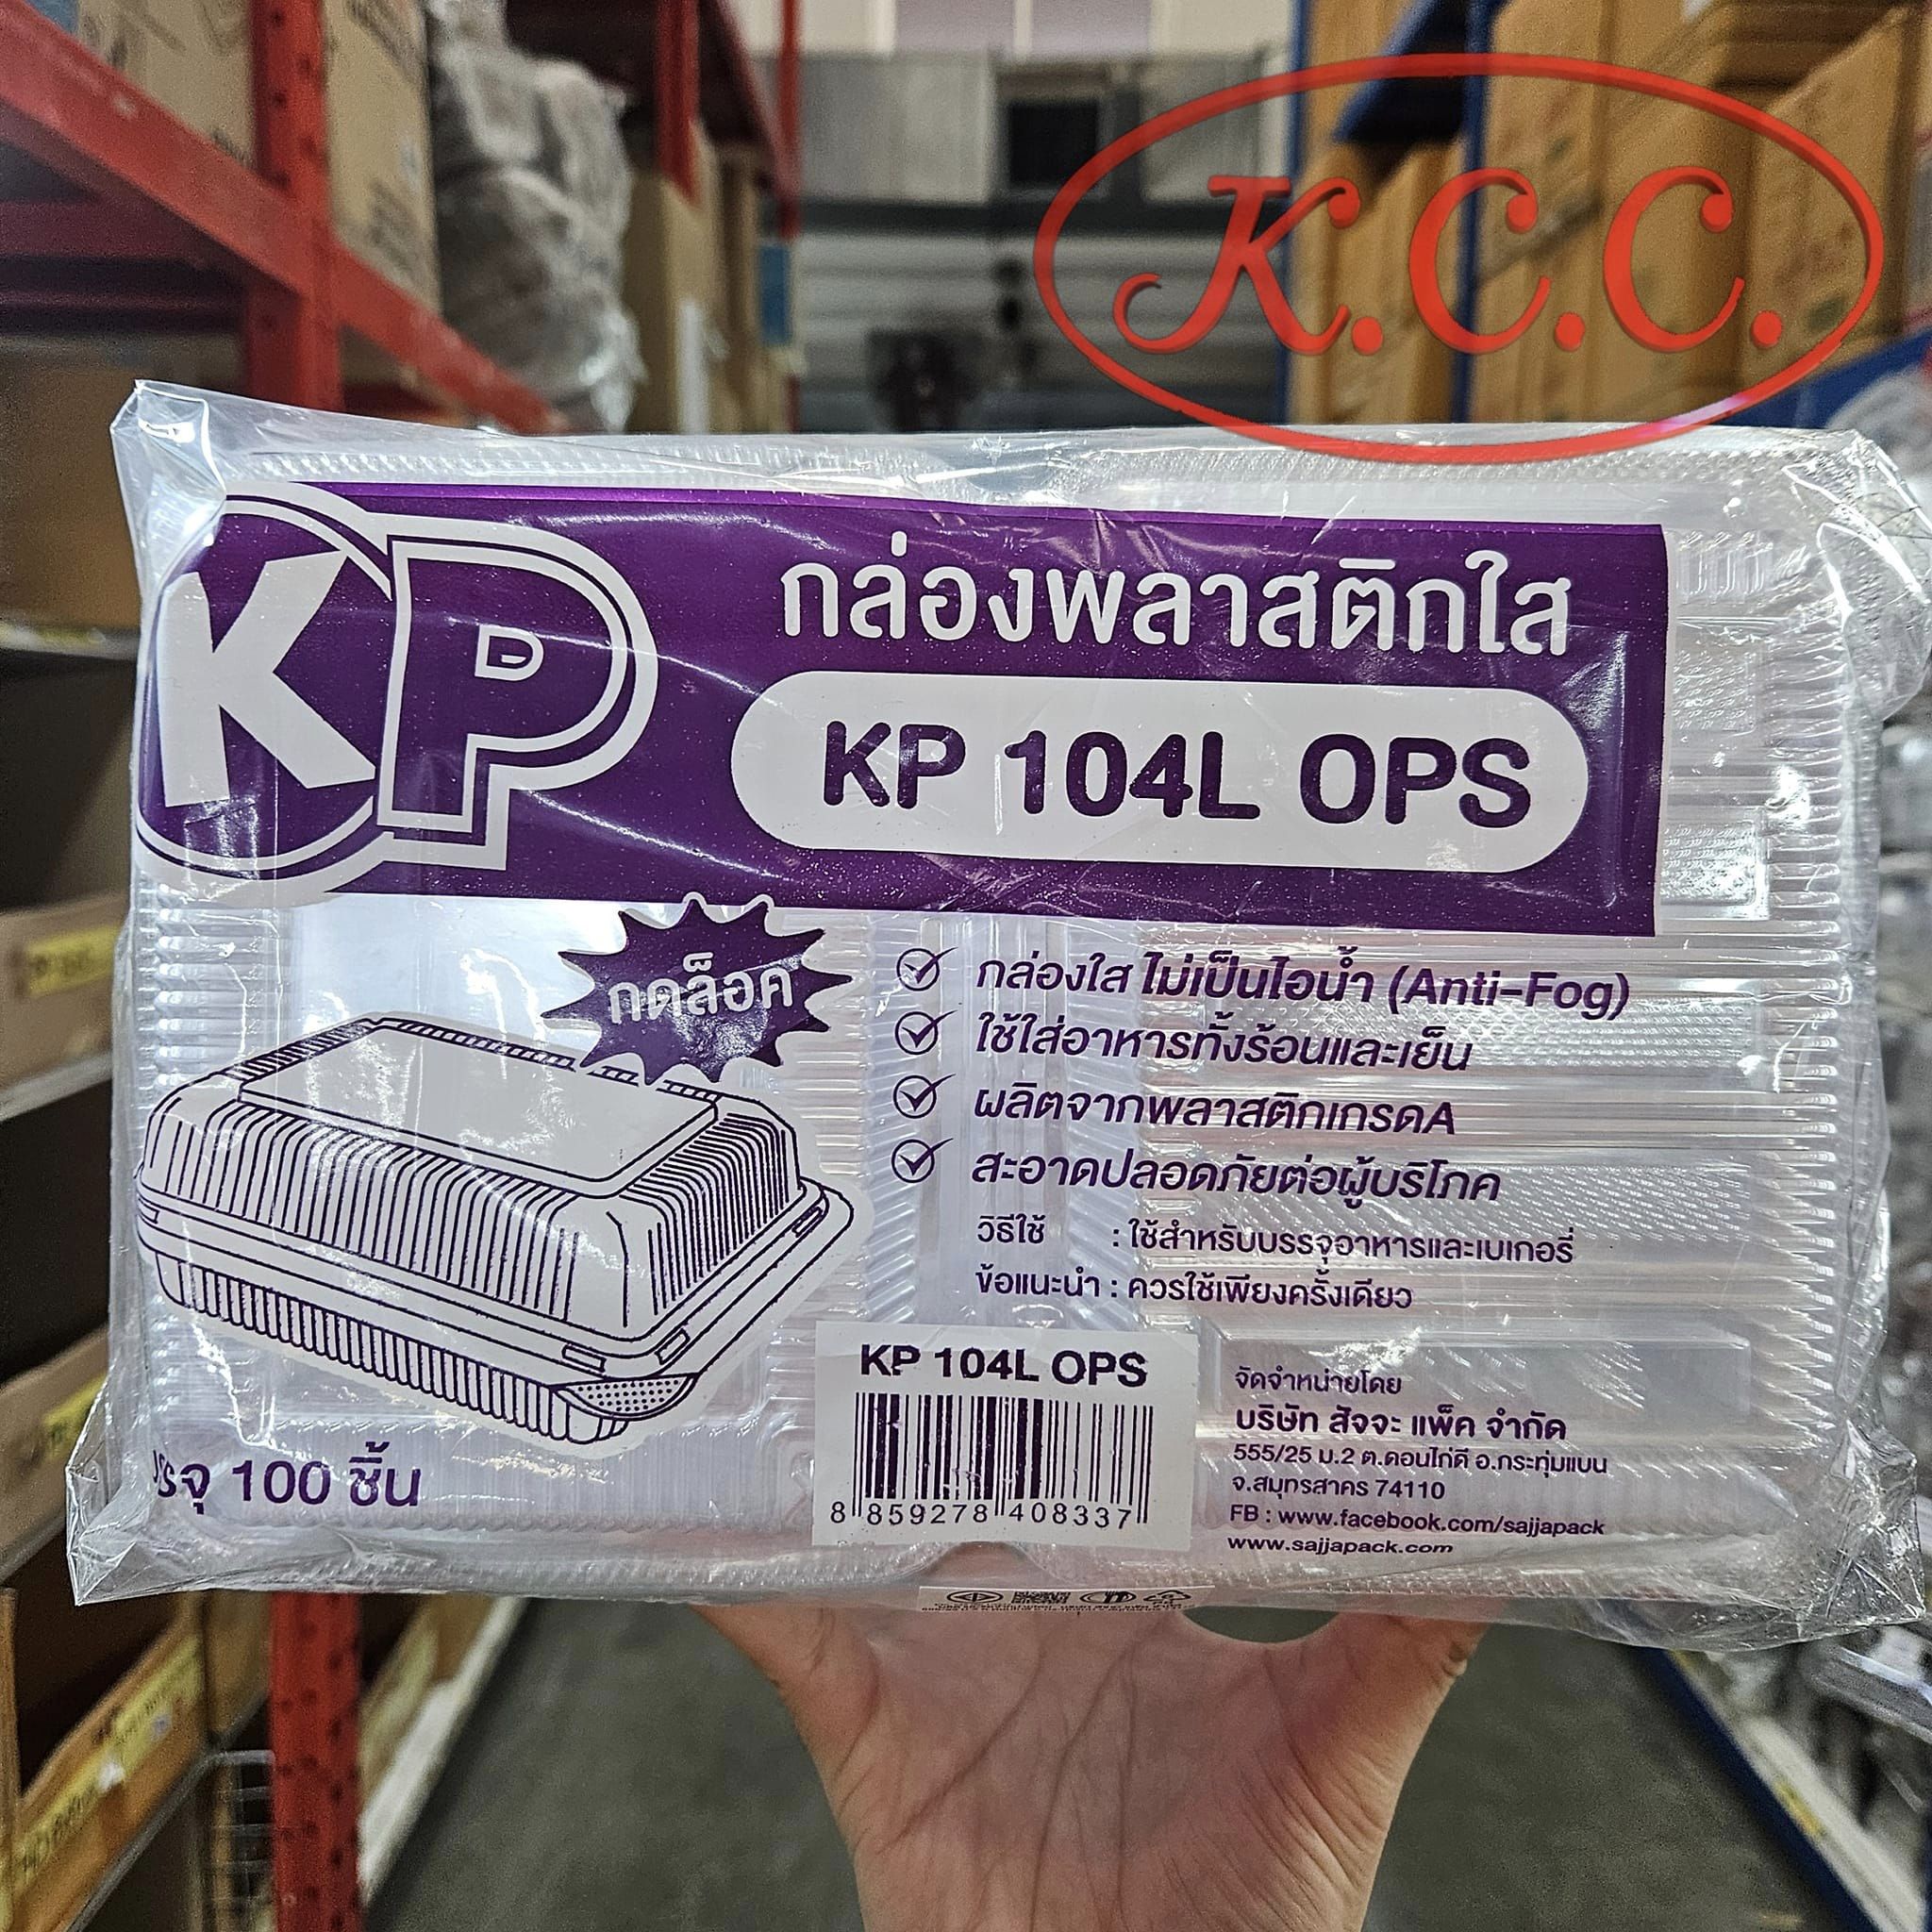 K.C.C.
KP
กล่องพลาสติกใส
KP 104L OPS
กดล็อค
กล่องใส ไม่เป็นไอน้ำ (Anti-Fog)
ใช้ใส่อาหารทั้งร้อนและเย็น
ผลิตจากพลาสติกเกรดA
สะอาดปลอดภัยต่อผู้บริโภค
วิธีใช้ : ใช้สำหรับบรรจุอาหารและเบเกอรี่
ข้อแนะนำ : ควรใช้เพียงครั้งเดียว
KP 104L OPS
8 859278 408337
จัดจำหน่ายโดย
บริษัท สัจจะ แพ็ค จำกัด
555/25 ม.2 ต.ดอนไก่ดี อ.กระทุ่มแบน
จ.สมุทรสาคร 74110
FB : www.facebook.com/sajjapack
www.sajjapack.com
100 ชิ้น